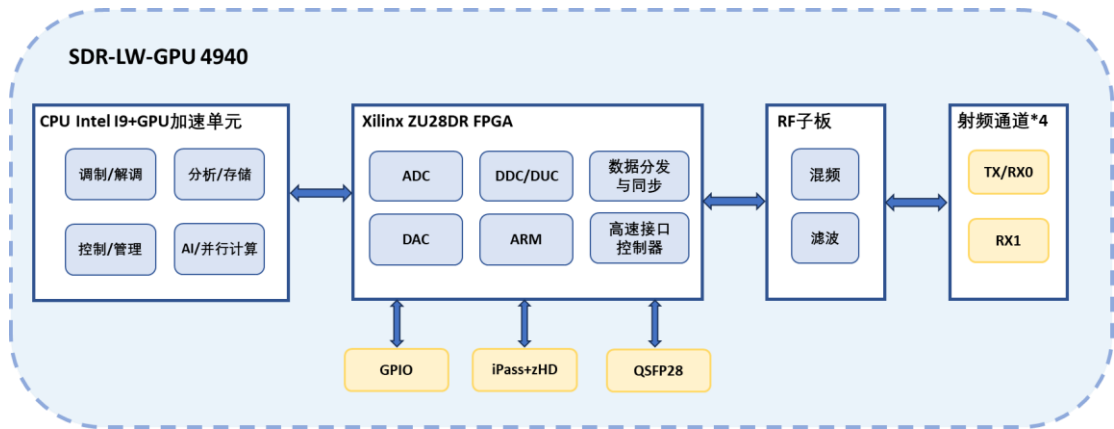 SDR-LW-GPU 4940
CPU Intel I9+GPU加速单元
调制/解调
分析/存储
控制/管理
AI/并行计算
Xilinx ZU28DR FPGA
ADC
DDC/DUC
数据分发
与同步
DAC
ARM
高速接口
控制器
RF子板
混频
滤波
射频通道*4
TX/RX0
RX1
GPIO
iPass+zHD
QSFP28